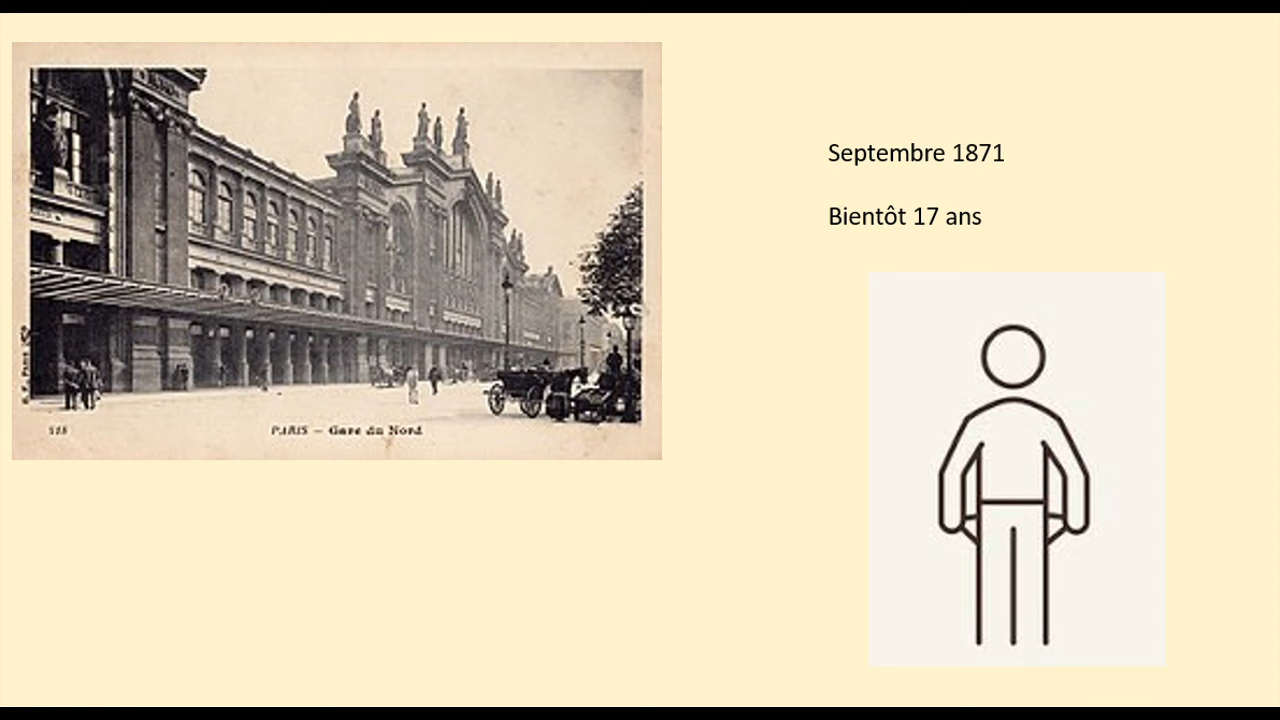 Septembre 1871
Bientôt 17 ans
PARIS – Gare du Nord